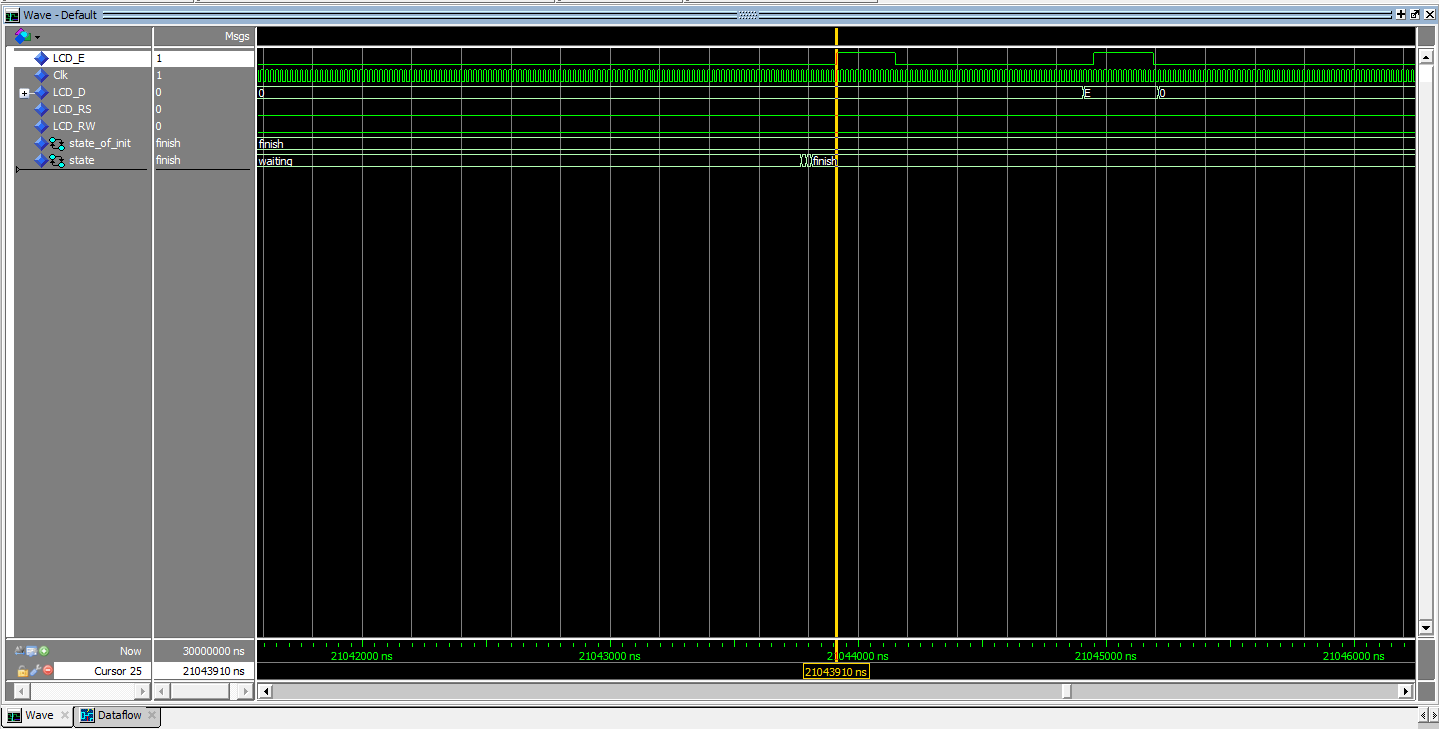 Wave - Default
Msgs
LCD_E 1
Clk 1
LCD_D 0 0 E 0
LCD_RS 0
LCD_RW 0
state_of_init finish finish
state finish waiting finish
Now 30000000 ns 21042000 ns 21043000 ns 21044000 ns 21045000 ns 21046000 ns
Cursor 25 21043910 ns 21043910 ns
Wave Dataflow